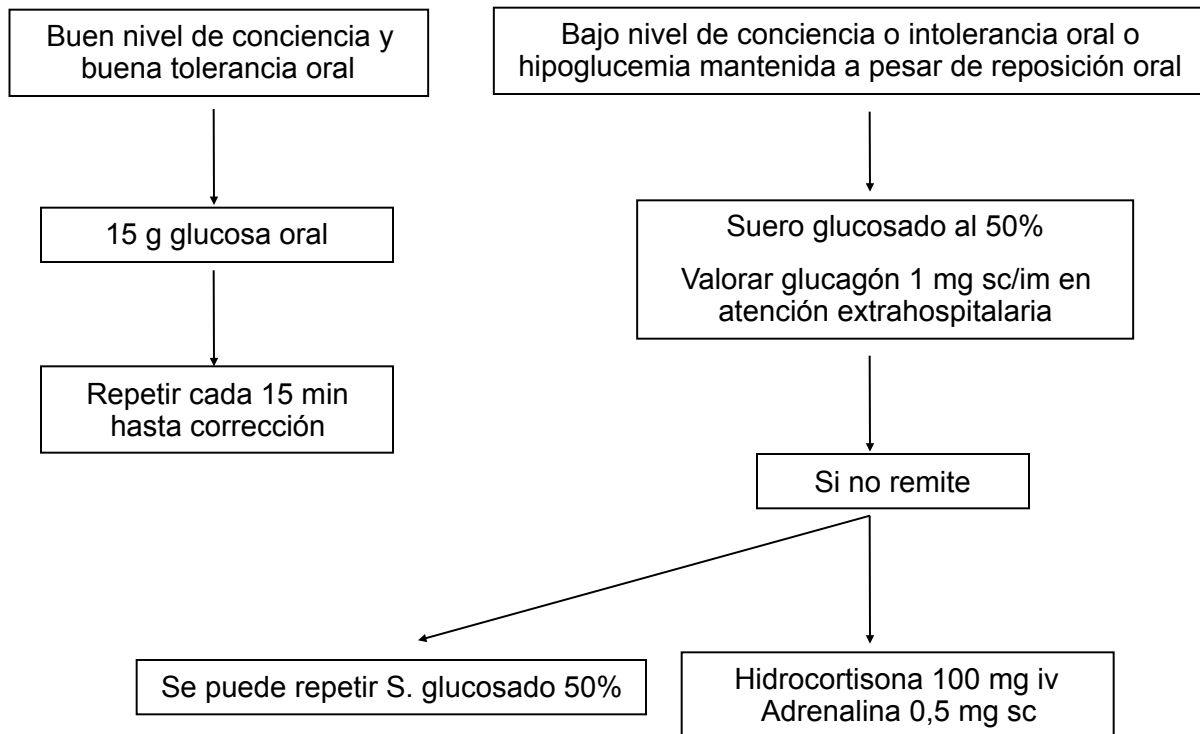 Buen nivel de conciencia y
buena tolerancia oral
Bajo nivel de conciencia o intolerancia oral o
hipoglucemia mantenida a pesar de reposición oral
15 g glucosa oral
Suero glucosado al 50%
Valorar glucagón 1 mg sc/im en
atención extrahospitalaria
Repetir cada 15 min
hasta corrección
Si no remite
Se puede repetir S. glucosado 50%
Hidrocortisona 100 mg iv
Adrenalina 0,5 mg sc